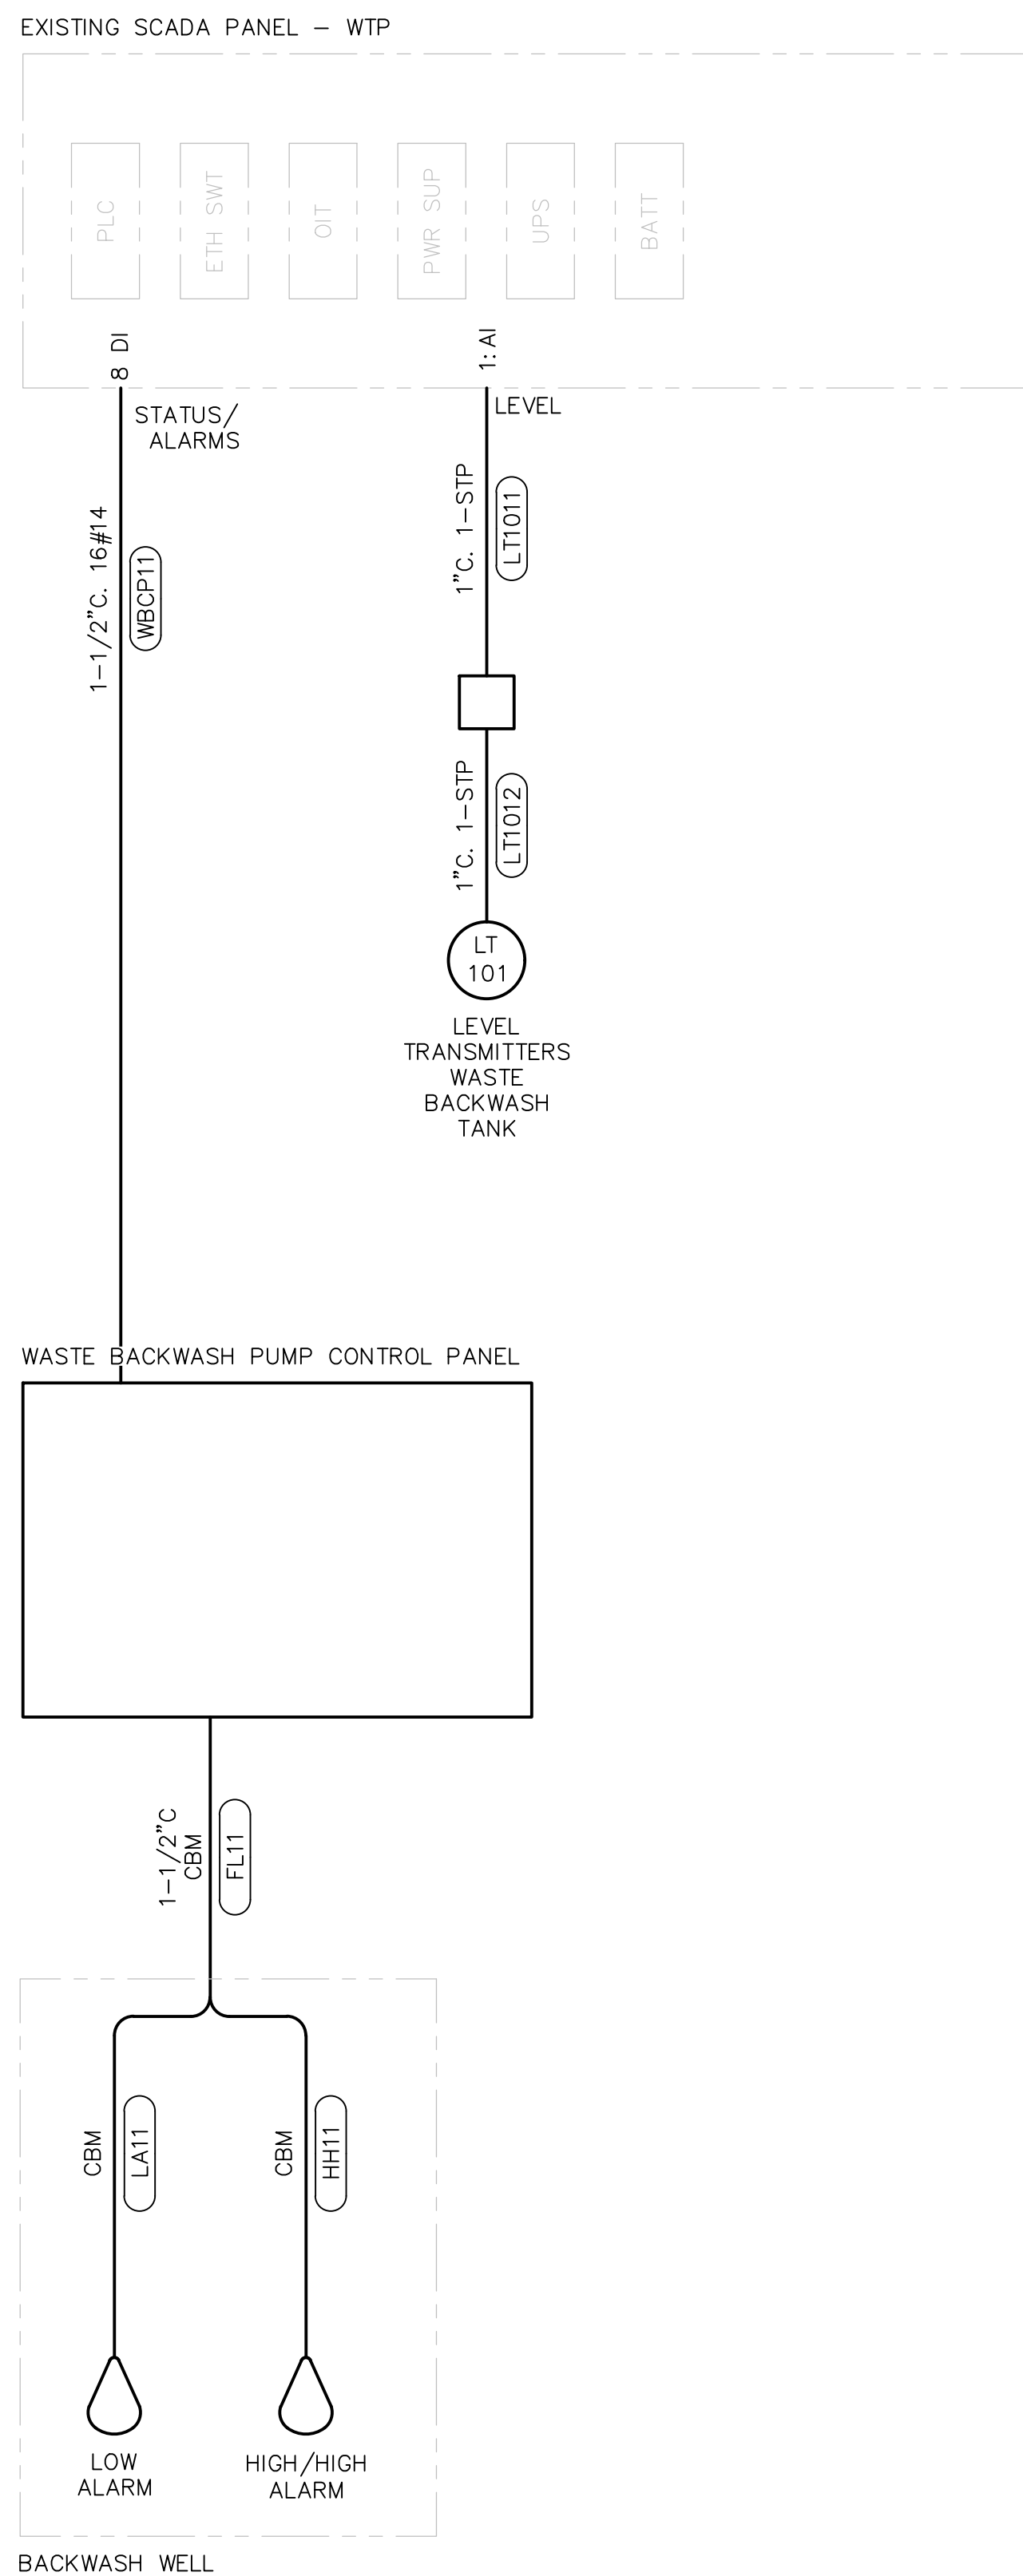 EXISTING SCADA PANEL – WTP
PLC
ETH SWT
OIT
PWR SUP
UPS
BATT
8 DI
1: AI
STATUS/
ALARMS
LEVEL
1-1/2"C. 16#14
WBCP11
1"C. 1-STP
LT1011
1"C. 1-STP
LT1012
LT
101
LEVEL
TRANSMITTERS
WASTE
BACKWASH
TANK
WASTE BACKWASH PUMP CONTROL PANEL
1-1/2"C
CBM
FL11
CBM
LA11
CBM
HH11
LOW
ALARM
HIGH/HIGH
ALARM
BACKWASH WELL